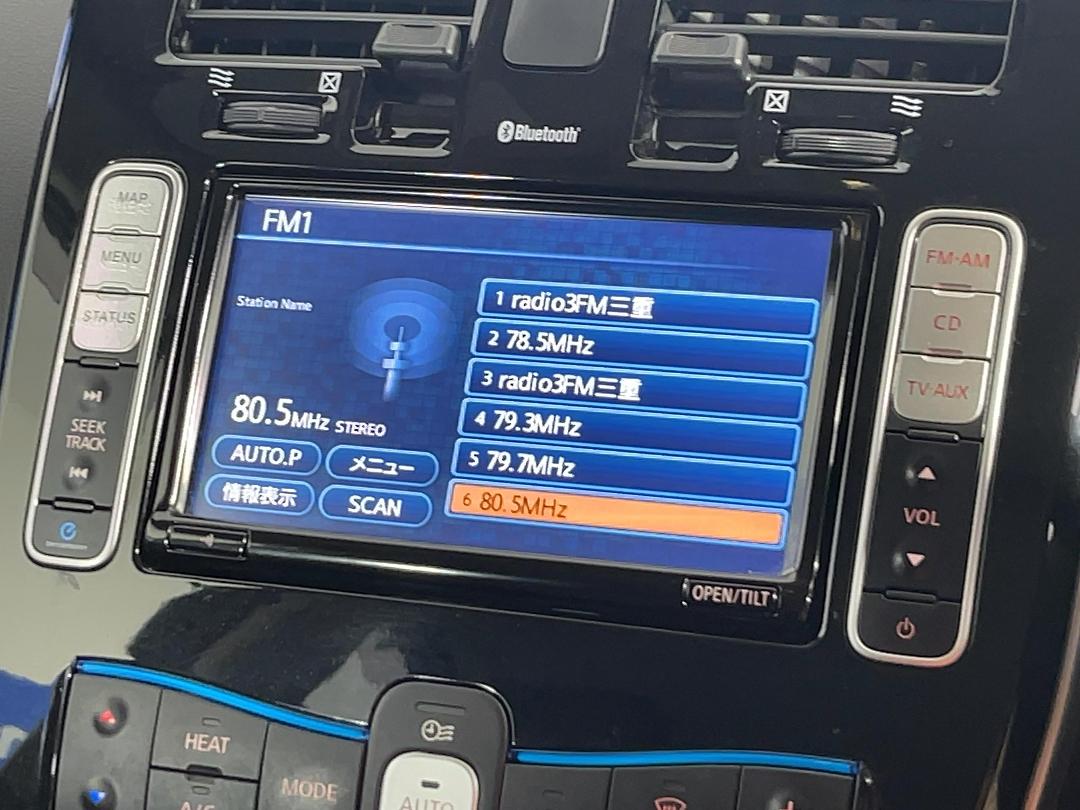 Bluetooth
MAP
MENU
STATUS
SEEK
TRACK
FM1
Station Name
80.5MHz STEREO
AUTO.P
メニュー
情報表示
SCAN
1 radio3FM三重
2 78.5MHz
3 radio3FM三重
4 79.3MHz
5 79.7MHz
6 80.5MHz
OPEN/TILT
FM·AM
CD
TV·AUX
VOL
HEAT
MODE
A/C
AUTO